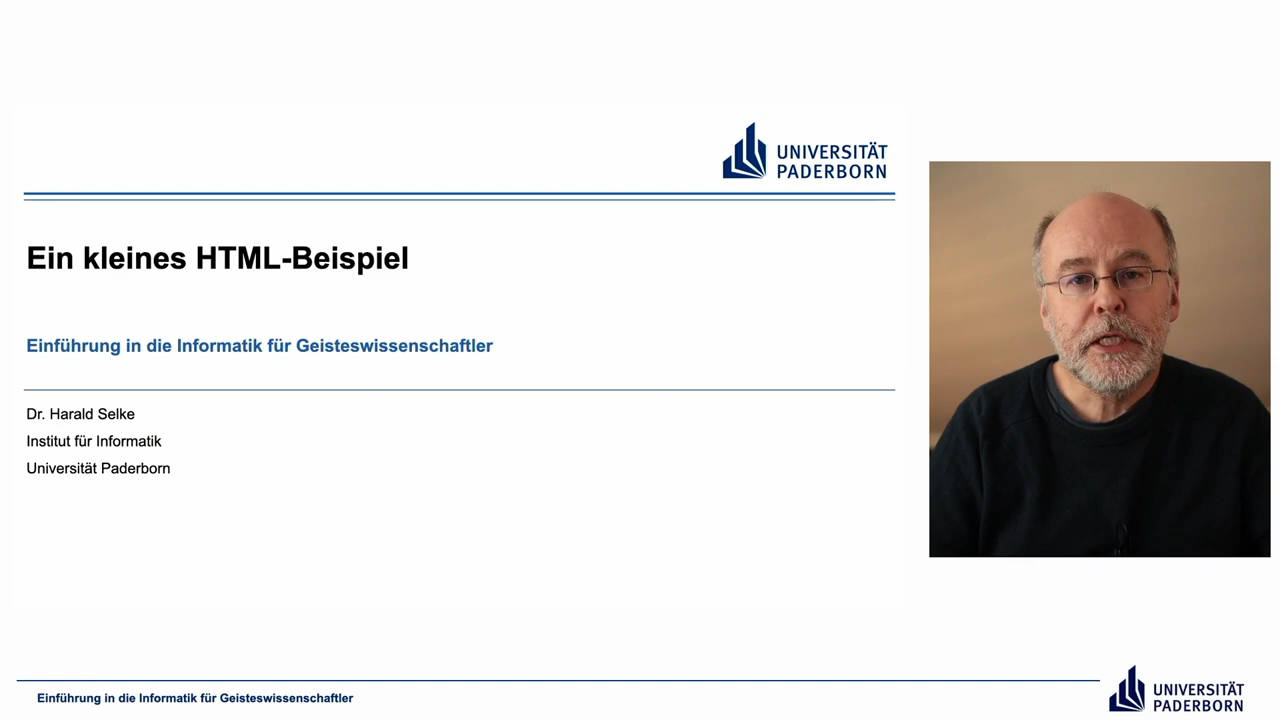 UNIVERSITÄT
PADERBORN
Ein kleines HTML-Beispiel
Einführung in die Informatik für Geisteswissenschaftler
Dr. Harald Selke
Institut für Informatik
Universität Paderborn
Einführung in die Informatik für Geisteswissenschaftler
UNIVERSITÄT
PADERBORN